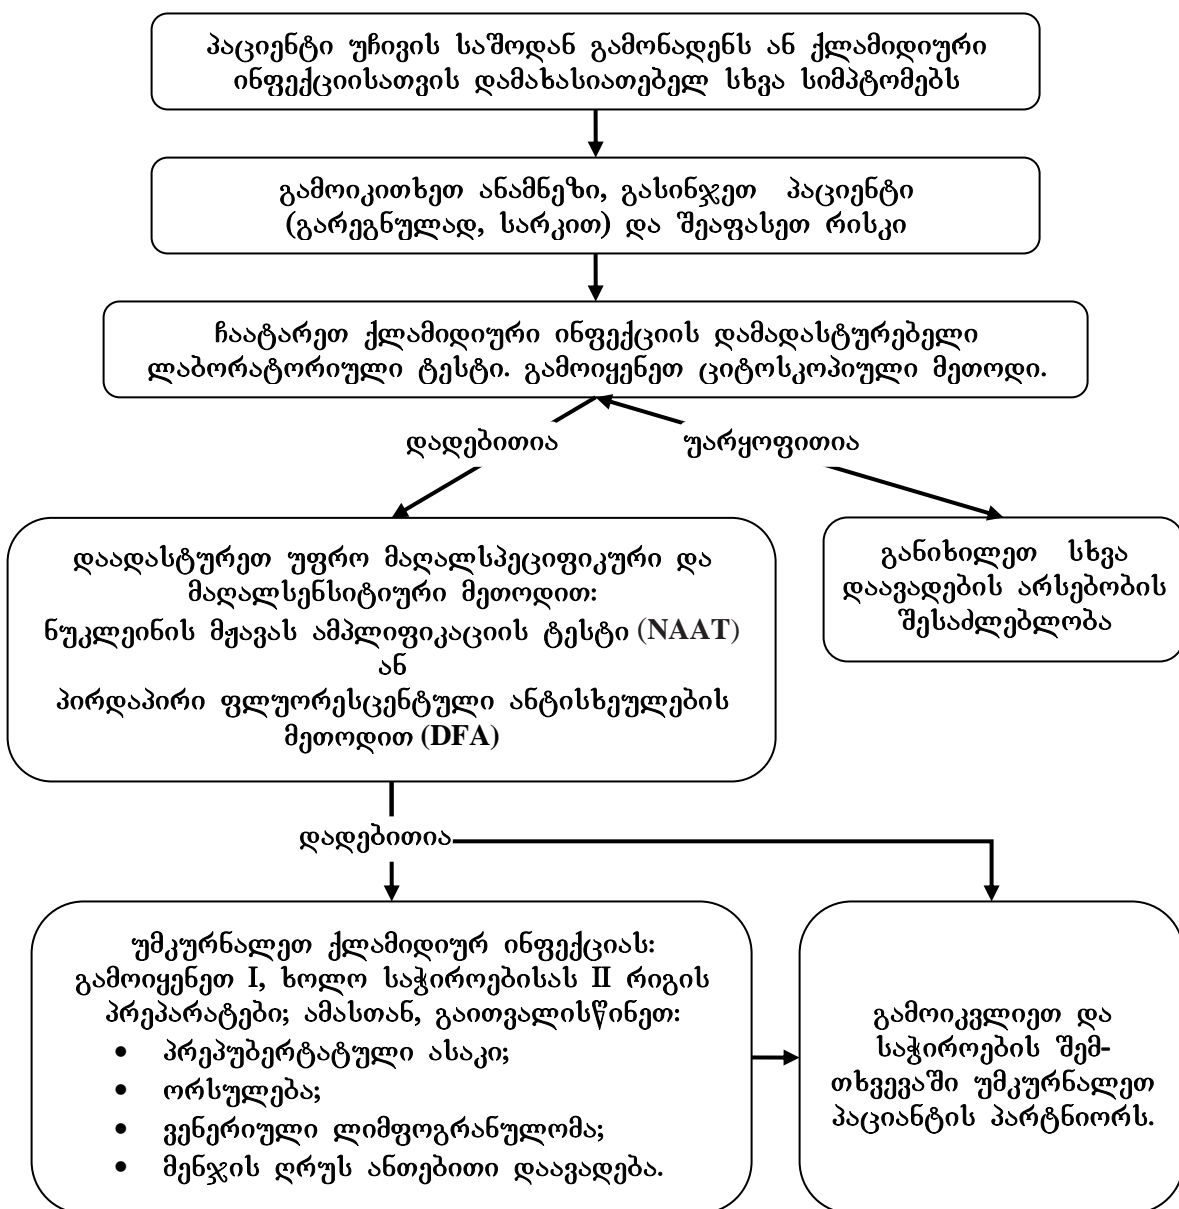 პაციენტი უჩივის საშოდან გამონადენს ან ქლამიდიური
ინფექციისათვის დამახასიათებელ სხვა სიმპტომებს
გამოიკითხეთ ანამნეზი, გასინჯეთ პაციენტი
(გარეგნულად, სარკით) და შეაფასეთ რისკი
ჩაატარეთ ქლამიდიური ინფექციის დამადასტურებელი
ლაბორატორიული ტესტი. გამოიყენეთ ციტოსკოპიული მეთოდი.
დადებითია
უარყოფითია
დაადასტურეთ უფრო მაღალსპეციფიკური და
მაღალსენსიტიური მეთოდით:
ნუკლეინის მჟავას ამპლიფიკაციის ტესტი (NAAT)
ან
პირდაპირი ფლუორესცენტული ანტისხეულების
მეთოდით (DFA)
განიხილეთ სხვა
დაავადების არსებობის
შესაძლებლობა
დადებითია
უმკურნალეთ ქლამიდიურ ინფექციას:
გამოიყენეთ I, ხოლო საჭიროებისას II რიგის
პრეპარატები; ამასთან, გაითვალისწინეთ:
• პრეპუბერტატული ასაკი;
• ორსულება;
• ვენერიული ლიმფოგრანულომა;
• მენჯის ღრუს ანთებითი დაავადება.
გამოიკვლიეთ და
საჭიროების შემ-
თხვევაში უმკურნალეთ
პაციანტის პარტნიორს.